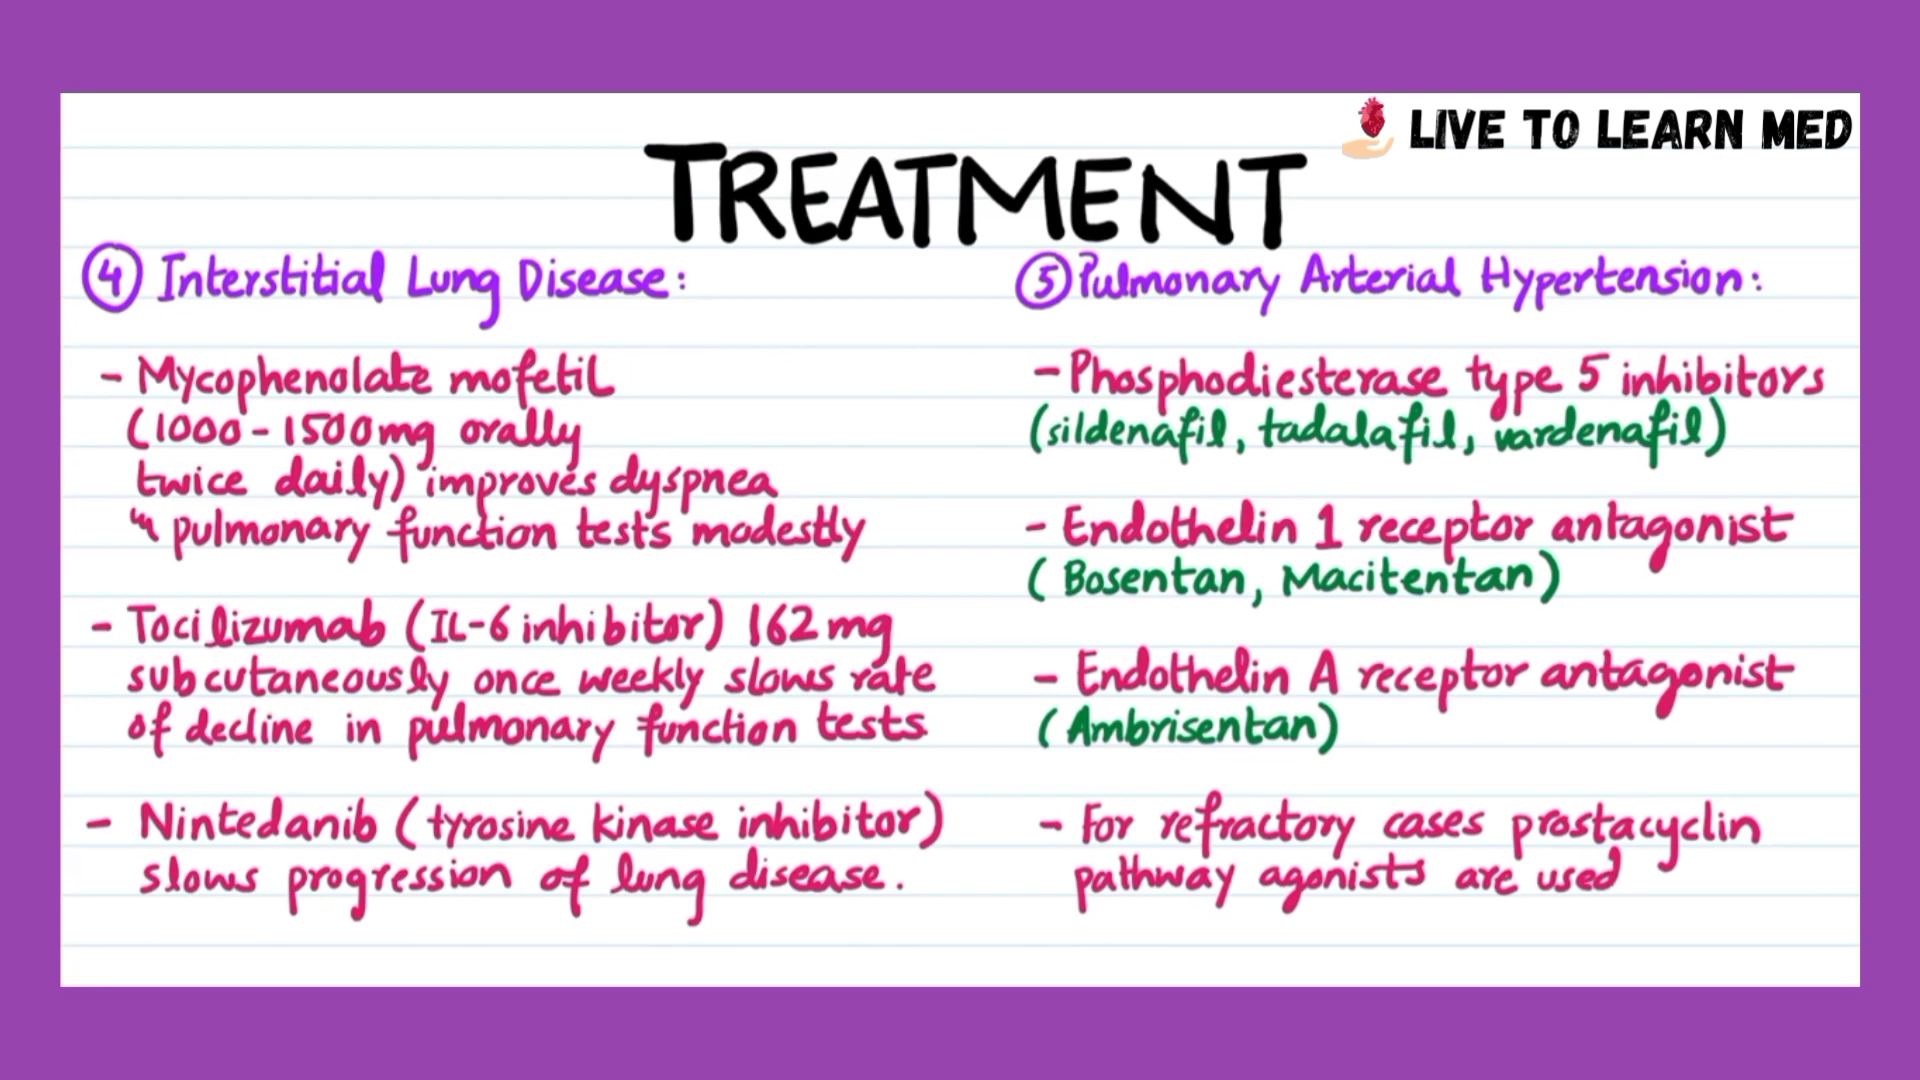 LIVE TO LEARN MED
TREATMENT
④ Interstitial Lung Disease:
- Mycophenolate mofetil
(1000-1500mg orally
twice daily) improves dyspnea
pulmonary function tests modestly
- Tocilizumab (IL-6 inhibitor) 162 mg
subcutaneously once weekly slows rate
of decline in pulmonary function tests
- Nintedanib (tyrosine kinase inhibitor)
slows progression of lung disease.
⑤ Pulmonary Arterial Hypertension:
- Phosphodiesterase type 5 inhibitors
(sildenafil, tadalafil, vardenafil)
- Endothelin 1 receptor antagonist
(Bosentan, Macitentan)
- Endothelin A receptor antagonist
(Ambrisentan)
- For refractory cases prostacyclin
pathway agonists are used